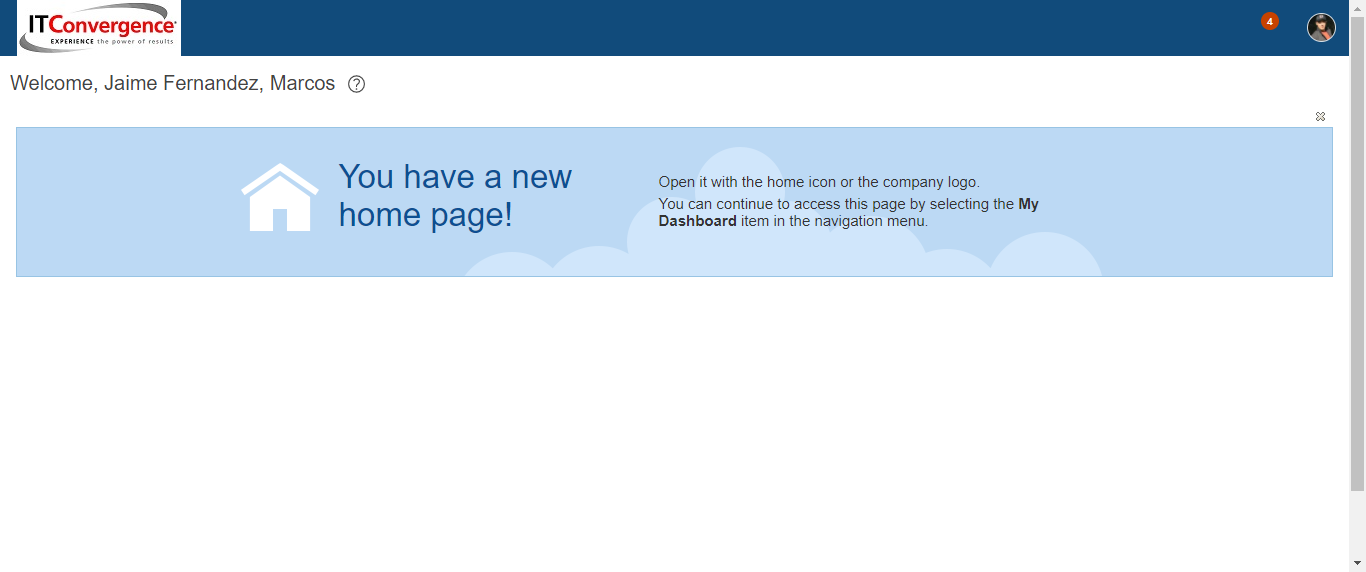 ITConvergence
EXPERIENCE the power of results
4
Welcome, Jaime Fernandez, Marcos ?
You have a new
home page!
Open it with the home icon or the company logo.
You can continue to access this page by selecting the My
Dashboard item in the navigation menu.